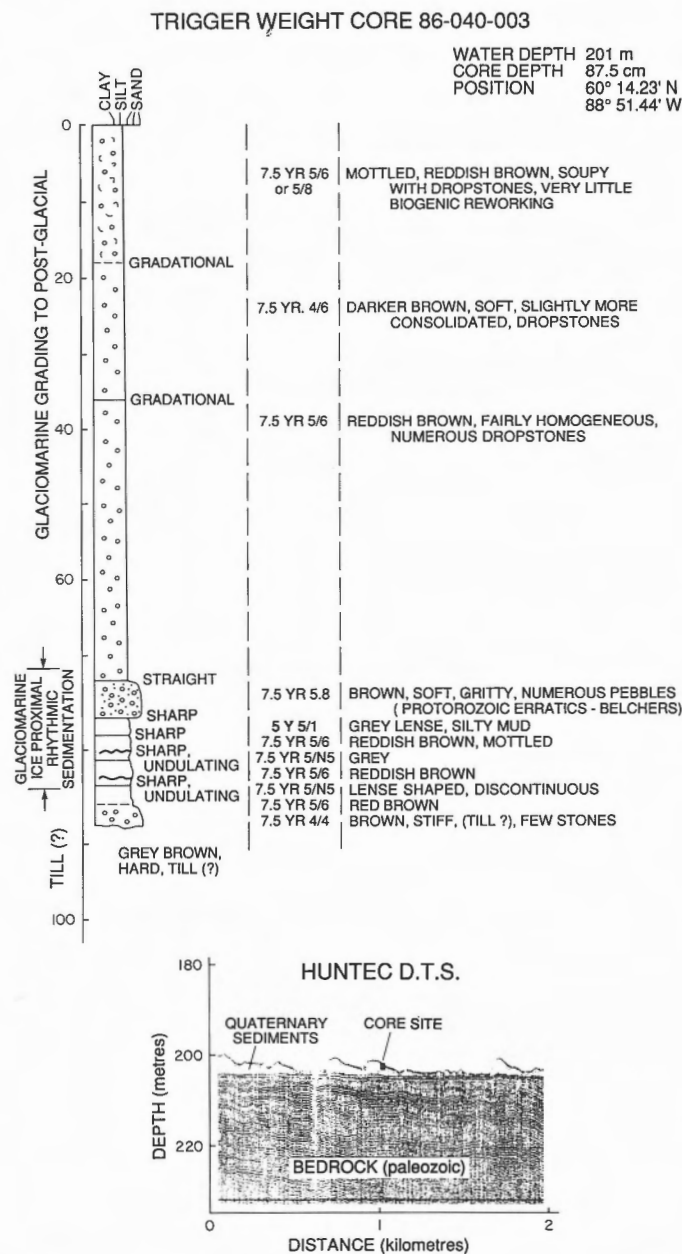 TRIGGER WEIGHT CORE 86-040-003
WATER DEPTH 201 m
CORE DEPTH 87.5 cm
POSITION 60° 14.23' N
88° 51.44' W
CLAY
SILT
SAND
0
20
40
60
100
GLACIOMARINE GRADING TO POST-GLACIAL
GLACIOMARINE
ICE PROXIMAL
RHYTHMIC
SEDIMENTATION
TILL (?)
7.5 YR 5/6 MOTTLED, REDDISH BROWN, SOUPY
or 5/8 WITH DROPSTONES, VERY LITTLE
BIOGENIC REWORKING
GRADATIONAL
7.5 YR. 4/6 DARKER BROWN, SOFT, SLIGHTLY MORE
CONSOLIDATED, DROPSTONES
GRADATIONAL
7.5 YR 5/6 REDDISH BROWN, FAIRLY HOMOGENEOUS,
NUMEROUS DROPSTONES
STRAIGHT
7.5 YR 5.8 BROWN, SOFT, GRITTY, NUMEROUS PEBBLES
(PROTOROZOIC ERRATICS - BELCHERS)
SHARP
5 Y 5/1 GREY LENSE, SILTY MUD
SHARP
7.5 YR 5/6 REDDISH BROWN, MOTTLED
SHARP,
UNDULATING
7.5 YR 5/N5 GREY
7.5 YR 5/6 REDDISH BROWN
SHARP,
UNDULATING
7.5 YR 5/N5 LENSE SHAPED, DISCONTINUOUS
7.5 YR 5/6 RED BROWN
7.5 YR 4/4 BROWN, STIFF, (TILL ?), FEW STONES
GREY BROWN,
HARD, TILL (?)
HUNTEC D.T.S.
180
200
220
DEPTH (metres)
QUATERNARY
SEDIMENTS
CORE SITE
BEDROCK (paleozoic)
0 1 2
DISTANCE (kilometres)